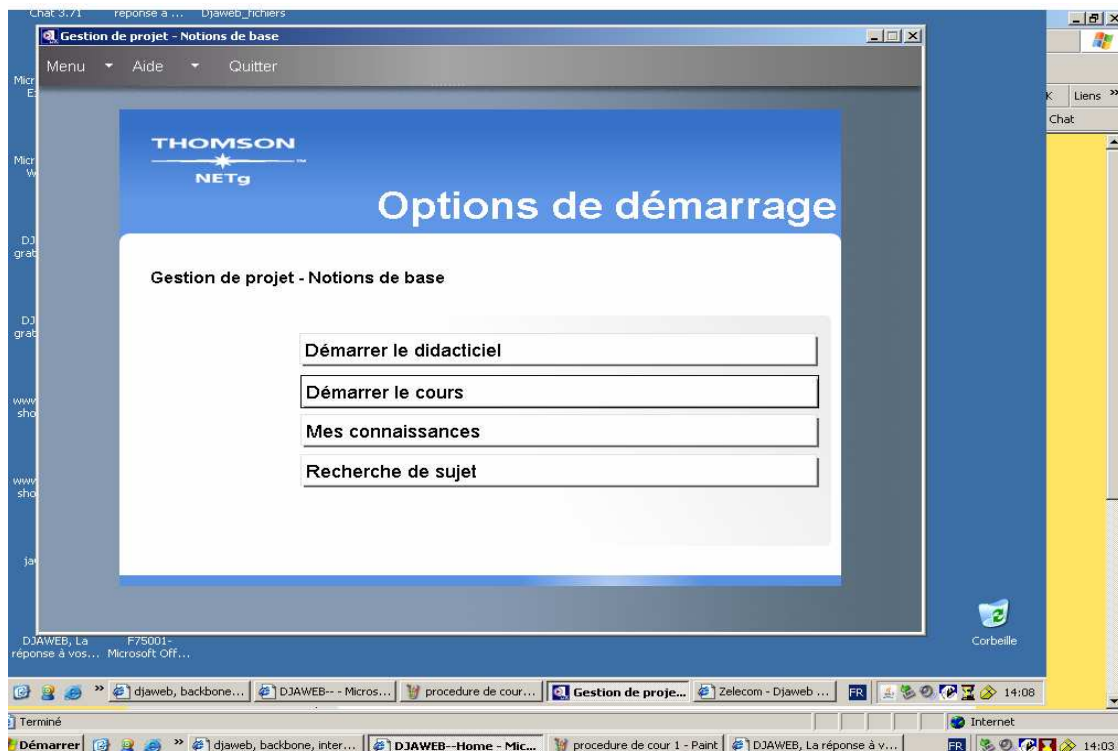 Chat 3.71 réponse à ... Djaweb_fichiers
Gestion de projet - Notions de base
Menu Aide Quitter
Liens »
Chat
THOMSON
NETg
Options de démarrage
Gestion de projet - Notions de base
Démarrer le didacticiel
Démarrer le cours
Mes connaissances
Recherche de sujet
Corbeille
DJAWEB, La réponse à vos...
F75001-Microsoft Off...
» djaweb, backbone... DJAWEB-- - Micros... procedure de cour... Gestion de proje... Zelecom - Djaweb ... FR 14:08
Terminé Internet
Démarrer » djaweb, backbone, inter... DJAWEB--Home - Mic... procedure de cour 1 - Paint DJAWEB, La réponse à v... FR 14:03